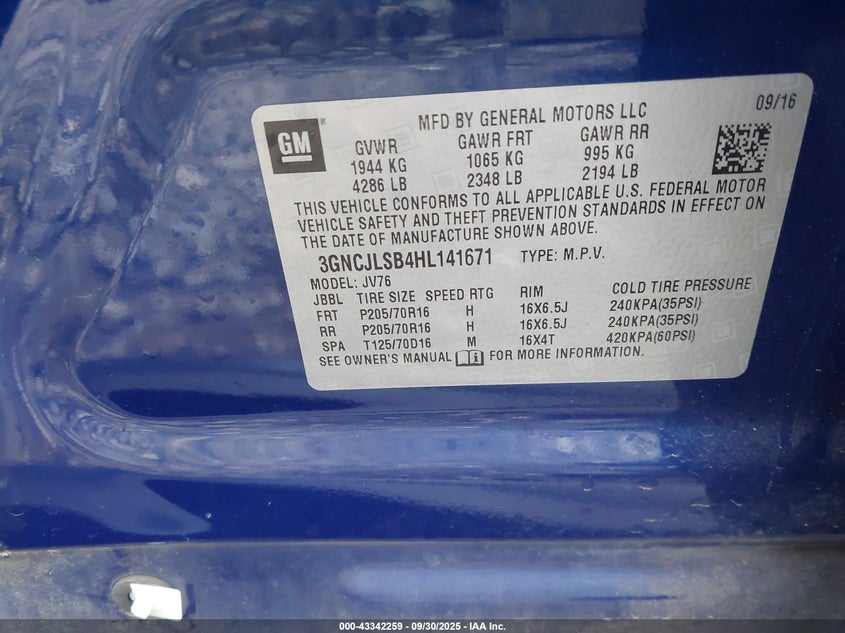 GM
®
MFD BY GENERAL MOTORS LLC 09/16
GVWR GAWR FRT GAWR RR
1944 KG 1065 KG 995 KG
4286 LB 2348 LB 2194 LB
THIS VEHICLE CONFORMS TO ALL APPLICABLE U.S. FEDERAL MOTOR
VEHICLE SAFETY AND THEFT PREVENTION STANDARDS IN EFFECT ON
THE DATE OF MANUFACTURE SHOWN ABOVE.
3GNCJLSB4HL141671 TYPE: M.P.V.
MODEL: JV76
JBBL TIRE SIZE SPEED RTG RIM COLD TIRE PRESSURE
FRT P205/70R16 H 16X6.5J 240KPA(35PSI)
RR P205/70R16 H 16X6.5J 240KPA(35PSI)
SPA T125/70D16 M 16X4T 420KPA(60PSI)
SEE OWNER'S MANUAL i FOR MORE INFORMATION.
000-43342259 - 09/30/2025 - IAA Inc.